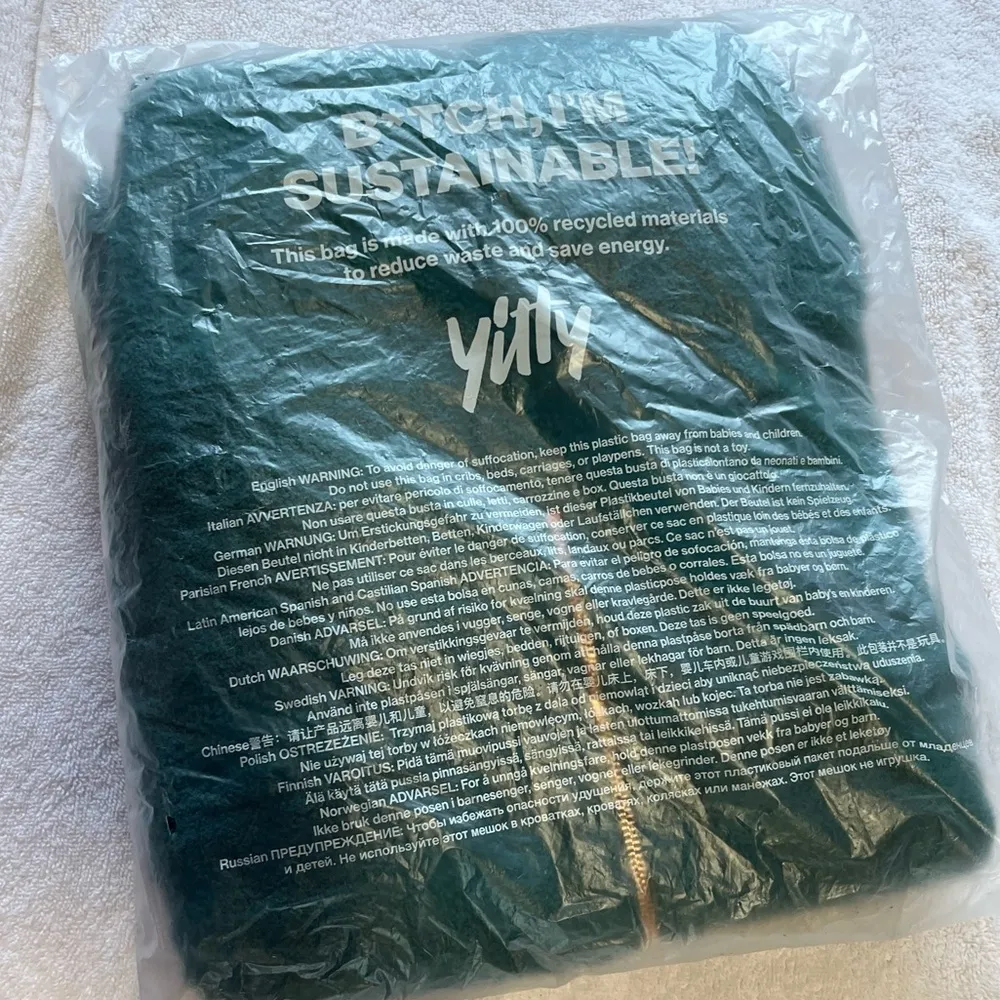 B*TCH, I'M
SUSTAINABLE!
This bag is made with 100% recycled materials
to reduce waste and save energy.
yitty
English WARNING: To avoid danger of suffocation, keep this plastic bag away from babies and children.
Do not use this bag in cribs, beds, carriages, or playpens. This bag is not a toy.
Italian AVVERTENZA: per evitare pericolo di soffocamento, tenere questa busta di plastica lontano da neonati e bambini.
Non usare questa busta in culle, letti, carrozzine e box. Questa busta non è un giocattolo.
German WARNUNG: Um Erstickungsgefahr zu vermeiden, ist dieser Plastikbeutel von Babies und Kindern fernzuhalten.
Diesen Beutel nicht in Kinderbetten, Betten, Kinderwagen oder Laufställen verwenden. Der Beutel ist kein Spielzeug.
Parisian French AVERTISSEMENT: Pour éviter le danger de suffocation, conserver ce sac en plastique loin des bébés et des enfants.
Ne pas utiliser ce sac dans les berceaux, lits, landaux ou parcs. Ce sac n'est pas un jouet.
Latin American Spanish and Castilian Spanish ADVERTENCIA: Para evitar el peligro de sofocación, mantenga esta bolsa de plástico
lejos de bebes y niños. No use esta bolsa en cunas, camas, carros de bebes o corrales. Esta bolsa no es un juguete.
Danish ADVARSEL: På grund af risiko for kvælning skal denne plasticpose holdes væk fra babyer og børn.
Må ikke anvendes i vugger, senge, vogne eller kravlegårde. Dette er ikke legetøj.
Dutch WAARSCHUWING: Om verstikkingsgevaar te vermijden, houd deze plastic zak uit de buurt van baby's en kinderen.
Leg deze tas niet in wiegjes, bedden, rijtuigen, of boxen. Deze tas is geen speelgoed.
Swedish VARNING: Undvik risk för kvävning genom att hålla denna plastpåse borta från spädbarn och barn.
Använd inte plastpåsen i spjälsängar, sängar, vagnar eller lekhagar för barn. Detta är ingen leksak.
Chinese警告：请让产品远离婴儿和儿童，以避免窒息的危险。请勿在婴儿床上，床下，婴儿车内或儿童游戏围栏内使用。此包装并不是玩具。
Polish OSTRZEŻENIE: Trzymaj plastikową torbę z dala od niemowląt i dzieci aby uniknąć niebezpieczeństwa uduszenia.
Nie używaj tej torby w łóżeczkach niemowlęcym, łóżkach, wozkah lub kojec. Ta torba nie jest zabawką.
Finnish VAROITUS: Pidä tämä muovipussi vauvojen ja lasten ulottumattomissa tukehtumisvaaran välttämiseksi.
Älä käytä tätä pussia pinnasängyissä, sängyissä, rattaissa tai leikkikehissä. Tämä pussi ei ole leikkikalu.
Norwegian ADVARSEL: For å unngå kvelningsfare, hold denne plastposen vekk fra babyer og barn.
Ikke bruk denne posen i barnesenger, senger, vogner eller lekegrinder. Denne posen er ikke et leketøy
Russian ПРЕДУПРЕЖДЕНИЕ: Чтобы избежать опасности удушения, держите этот пластиковый пакет подальше от младенцев
и детей. Не используйте этот мешок в кроватках, кроватях, колясках или манежах. Этот мешок не игрушка.